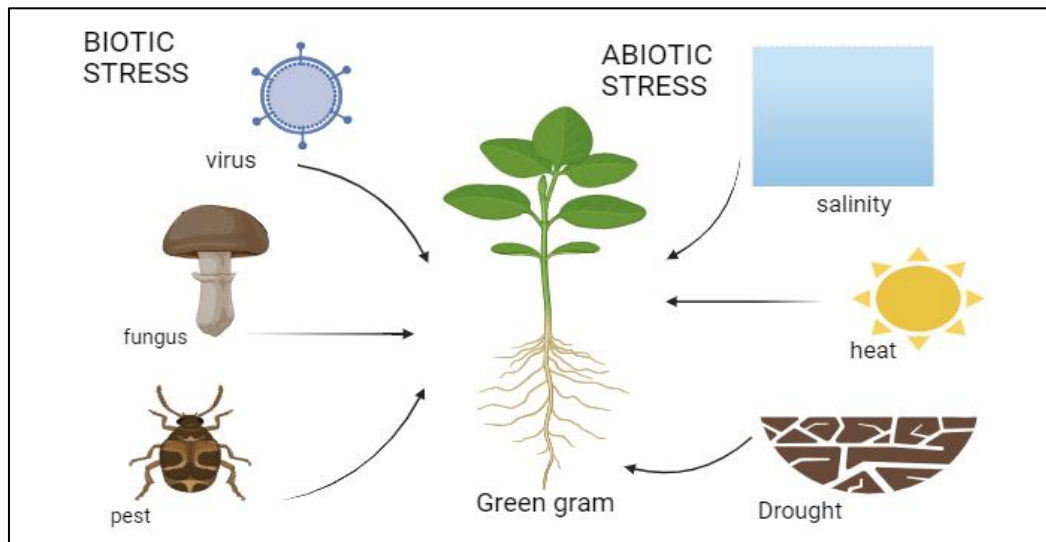 BIOTIC
STRESS
virus
fungus
pest
Green gram
ABIOTIC
STRESS
salinity
heat
Drought